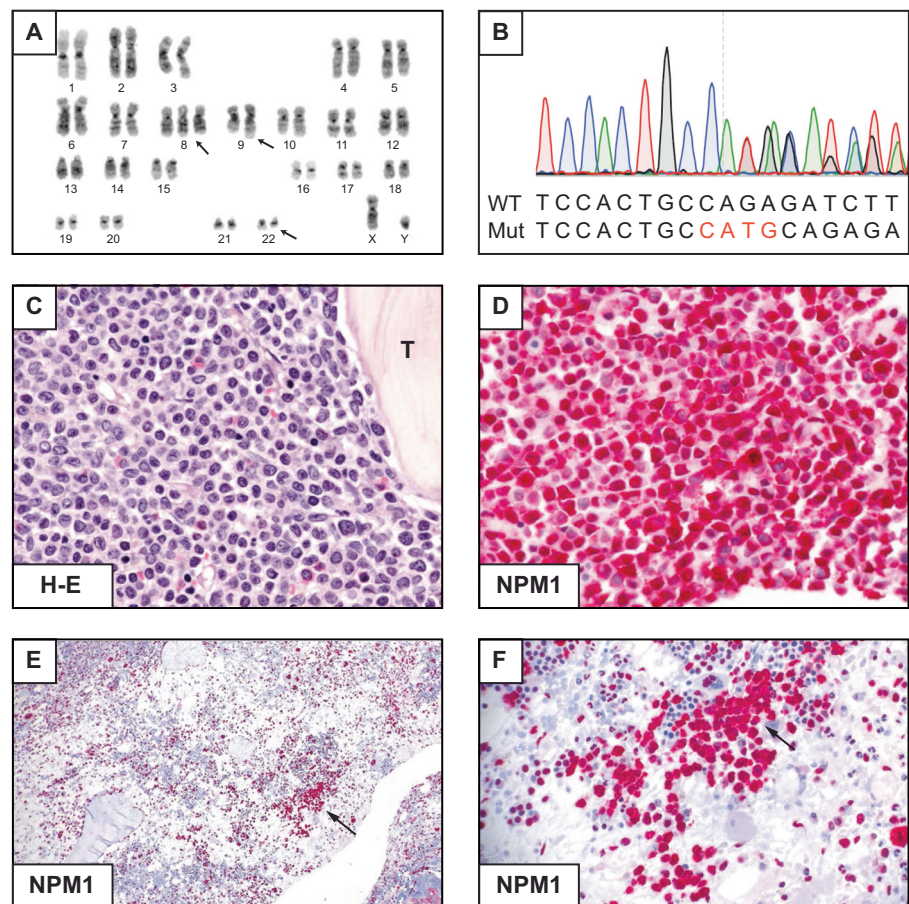 A
1 2 3 4 5
6 7 8 9 10 11 12
13 14 15 16 17 18
19 20 21 22 X Y
B
WT TCCACTGCCAGAGATCTT
Mut TCCACTGCCATGCAGAGA
C
T
H-E
D
NPM1
E
NPM1
F
NPM1